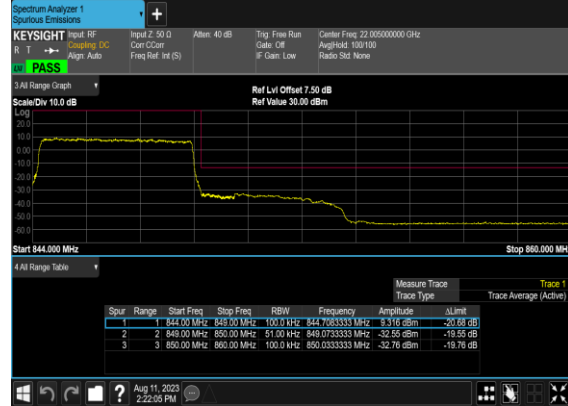 Spectrum Analyzer 1
Spurious Emissions
KEYSIGHT Input: RF Input Z: 50 Ω Atten: 40 dB Trig: Free Run Center Freq: 22.005000000 GHz
R T Coupling: DC Corr CCorr Gate: Off Avg|Hold: 100/100
Align: Auto Freq Ref: Int (S) IF Gain: Low Radio Std: None
PASS
3 All Range Graph
Ref Lvl Offset 7.50 dB
Scale/Div 10.0 dB Ref Value 30.00 dBm
Log
20.0
10.0
0.00
-10.0
-20.0
-30.0
-40.0
-50.0
-60.0
Start 844.000 MHz Stop 860.000 MH
4 All Range Table
Measure Trace Trace 1
Trace Type Trace Average (Active)
Spur Range Start Freq Stop Freq RBW Frequency Amplitude ΔLimit
1 1 844.00 MHz 849.00 MHz 100.0 kHz 844.7083333 MHz 9.316 dBm -20.68 dB
2 2 849.00 MHz 850.00 MHz 51.00 kHz 849.0733333 MHz -32.55 dBm -19.55 dB
3 3 850.00 MHz 860.00 MHz 100.0 kHz 850.0333333 MHz -32.76 dBm -19.76 dB
?
Aug 11, 2023
2:22:05 PM